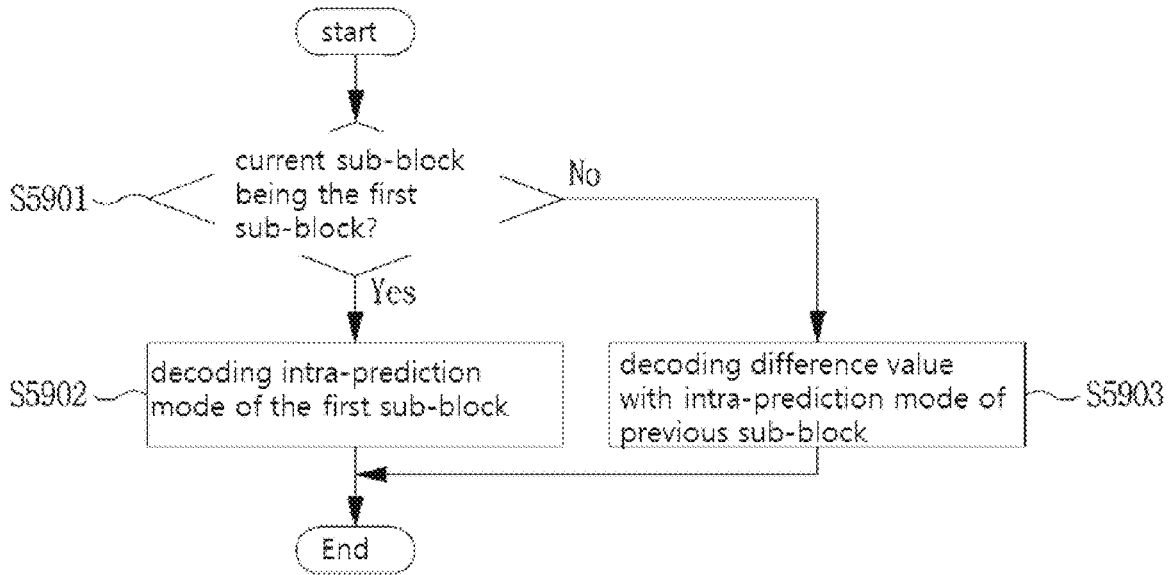 start
current sub-block
being the first
sub-block?
S5901
No
Yes
decoding intra-prediction
mode of the first sub-block
S5902
decoding difference value
with intra-prediction mode of
previous sub-block
S5903
End